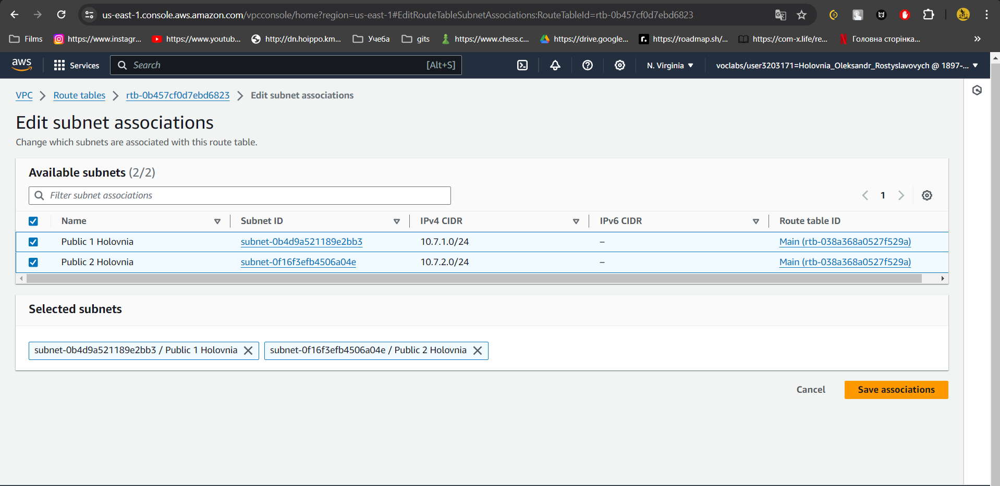 us-east-1.console.aws.amazon.com/vpcconsole/home?region=us-east-1#EditRouteTableSubnetAssociations:RouteTableId=rtb-0b457cf0d7ebd6823
Films https://www.instagr... https://www.youtub... http://dn.hoippo.km... Учеба gits https://www.chess.c... https://drive.google... https://roadmap.sh/... https://com-x.life/re... Головна сторінка... »
aws Services Search [Alt+S] N. Virginia voclabs/user3203171=Holovnia_Oleksandr_Rostyslavovych @ 1897-...
VPC Route tables rtb-0b457cf0d7ebd6823 Edit subnet associations
Edit subnet associations
Change which subnets are associated with this route table.
Available subnets (2/2)
Filter subnet associations 1
Name Subnet ID IPv4 CIDR IPv6 CIDR Route table ID
Public 1 Holovnia subnet-0b4d9a521189e2bb3 10.7.1.0/24 – Main (rtb-038a368a0527f529a)
Public 2 Holovnia subnet-0f16f3efb4506a04e 10.7.2.0/24 – Main (rtb-038a368a0527f529a)
Selected subnets
subnet-0b4d9a521189e2bb3 / Public 1 Holovnia subnet-0f16f3efb4506a04e / Public 2 Holovnia
Cancel Save associations